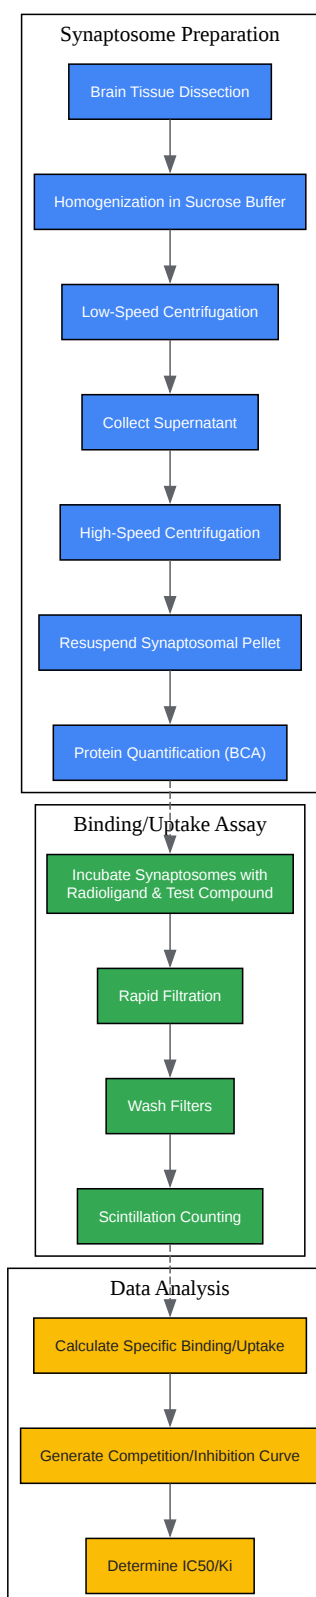 Synaptosome Preparation
Brain Tissue Dissection
Homogenization in Sucrose Buffer
Low-Speed Centrifugation
Collect Supernatant
High-Speed Centrifugation
Resuspend Synaptosomal Pellet
Protein Quantification (BCA)
Binding/Uptake Assay
Incubate Synaptosomes with
Radioligand & Test Compound
Rapid Filtration
Wash Filters
Scintillation Counting
Data Analysis
Calculate Specific Binding/Uptake
Generate Competition/Inhibition Curve
Determine IC50/Ki